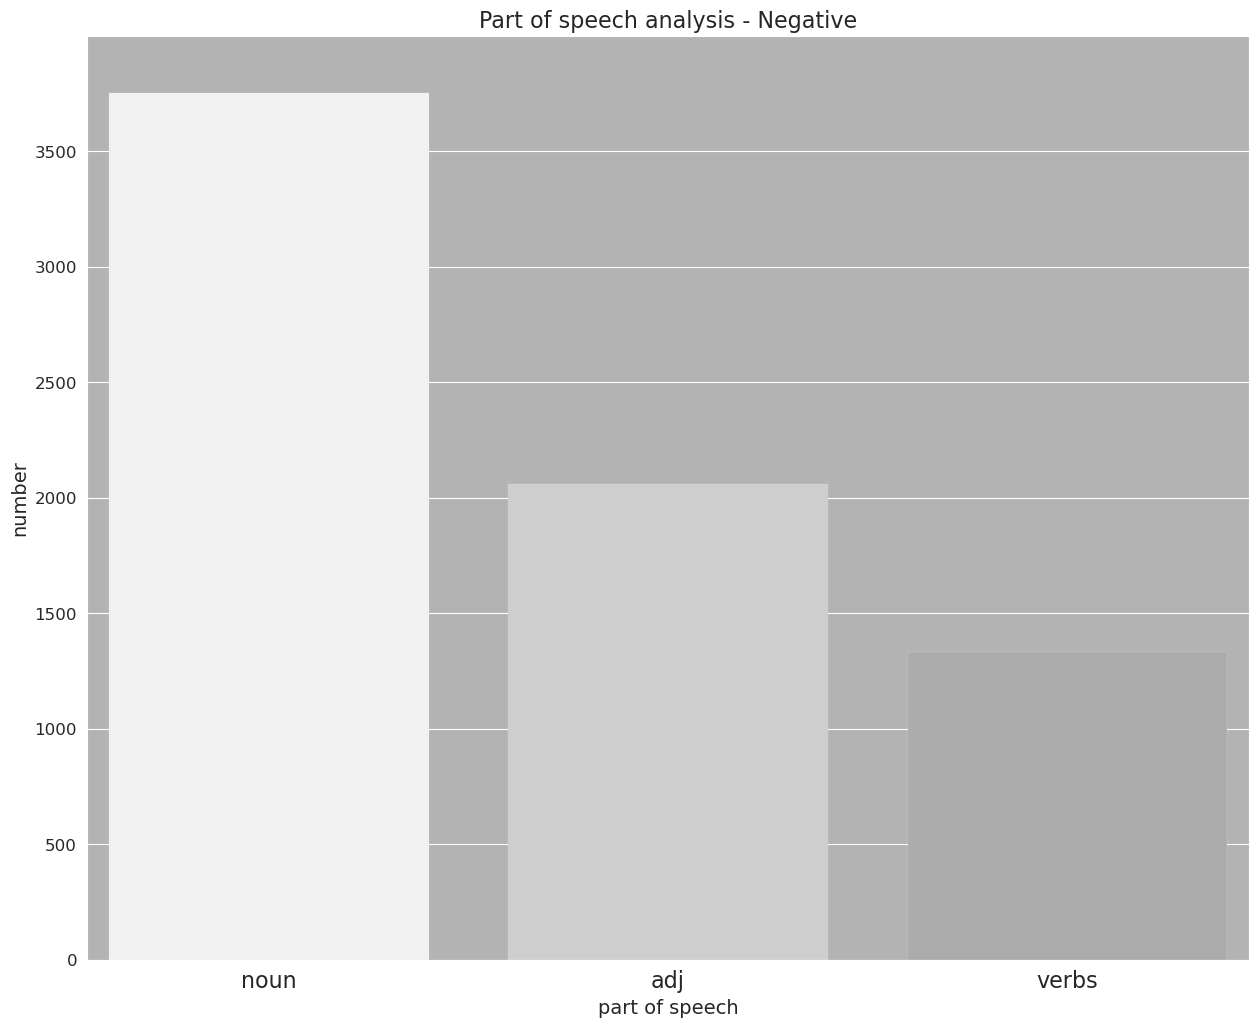 Part of speech analysis - Negative
3500
3000
2500
2000
1500
1000
500
0
number
noun adj verbs
part of speech